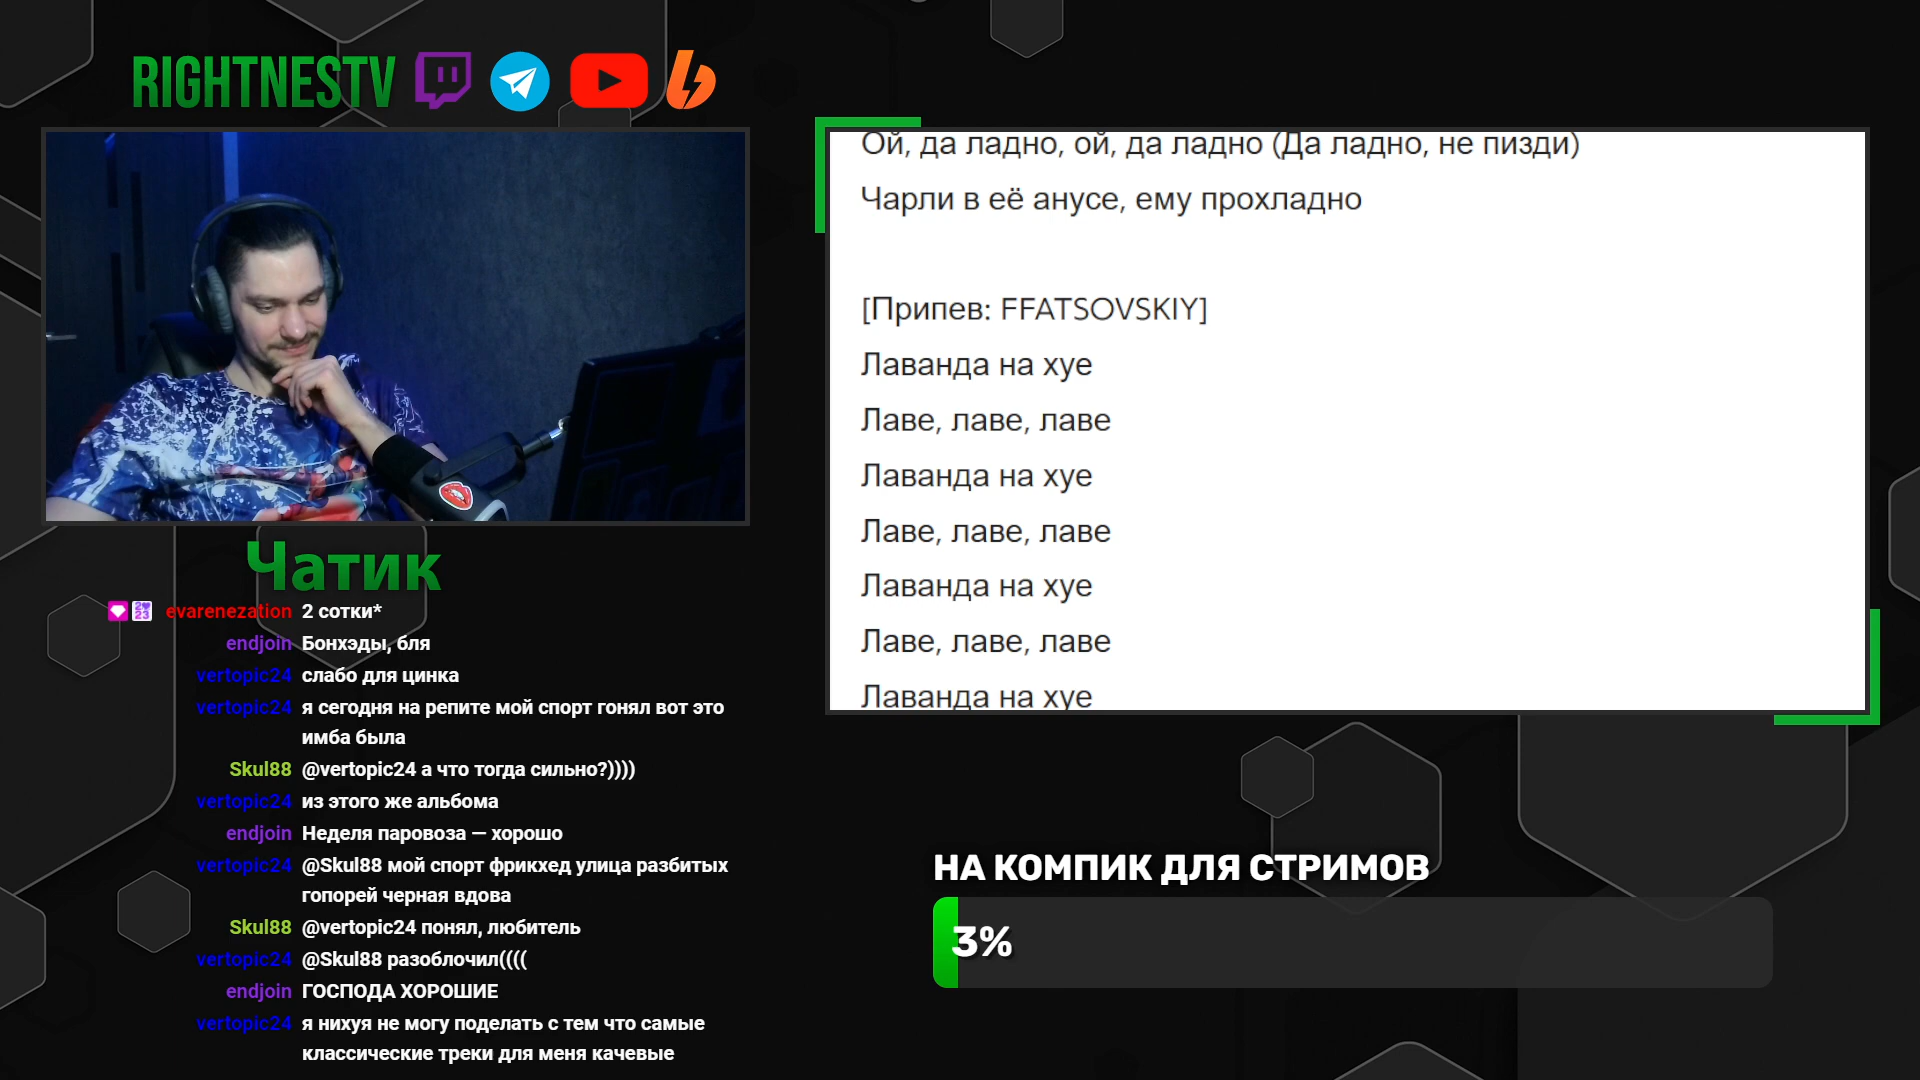 RIGHTNESTV
Ой, да ладно, ой, да ладно (Да ладно, не пизди)
Чарли в её анусе, ему прохладно
[Припев: FFATSOVSKIY]
Лаванда на хуе
Лаве, лаве, лаве
Лаванда на хуе
Лаве, лаве, лаве
Лаванда на хуе
Лаве, лаве, лаве
Лаванда на хуе
Чатик
2023 evarenezation 2 сотки*
endjoin Бонхэды, бля
vertopic24 слабо для цинка
vertopic24 я сегодня на репите мой спорт гонял вот это
имба была
Skul88 @vertopic24 а что тогда сильно?))))
vertopic24 из этого же альбома
endjoin Неделя паровоза — хорошо
vertopic24 @Skul88 мой спорт фрикхед улица разбитых
гопорей черная вдова
Skul88 @vertopic24 понял, любитель
vertopic24 @Skul88 разоблочил((((
endjoin ГОСПОДА ХОРОШИЕ
vertopic24 я нихуя не могу поделать с тем что самые
классические треки для меня качевые
НА КОМПИК ДЛЯ СТРИМОВ
3%